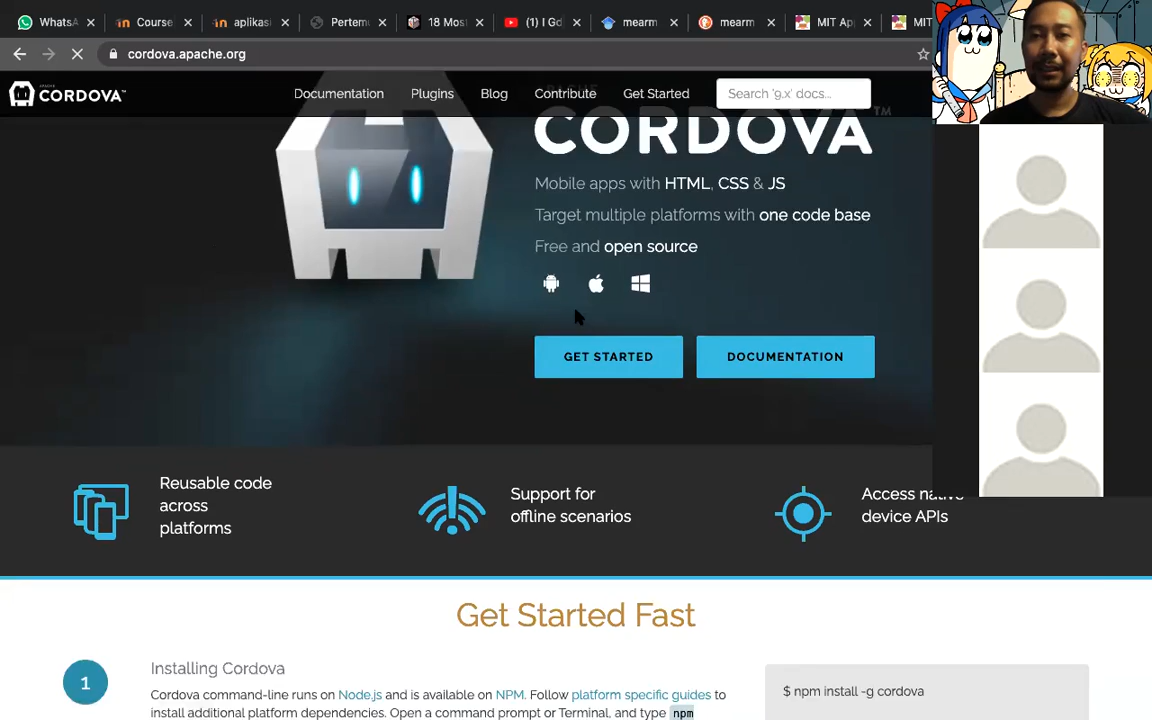 WhatsA
Course
aplikasi
Pertem
18 Most
(1) I Gd
mearm
mearm
MIT Ap
MIT
cordova.apache.org
APACHE
CORDOVA™
Documentation
Plugins
Blog
Contribute
Get Started
Search '9.x' docs...
CORDOVA™
Mobile apps with HTML, CSS & JS
Target multiple platforms with one code base
Free and open source
GET STARTED
DOCUMENTATION
Reusable code
across
platforms
Support for
offline scenarios
Access native
device APIs
Get Started Fast
1
Installing Cordova
Cordova command-line runs on Node.js and is available on NPM. Follow
platform specific guides to
install additional platform dependencies. Open a command prompt or Terminal, and type npm
$ npm install -g cordova